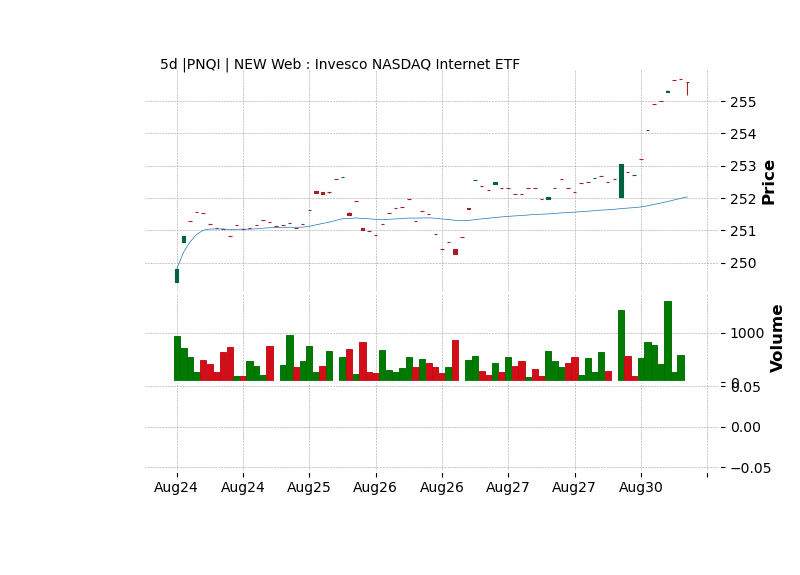 5d |PNQI | NEW Web : Invesco NASDAQ Internet ETF
255
254
253
252
251
250
Price
1000
0
Volume
0.05
0.00
−0.05
Aug24 Aug24 Aug25 Aug26 Aug26 Aug27 Aug27 Aug30